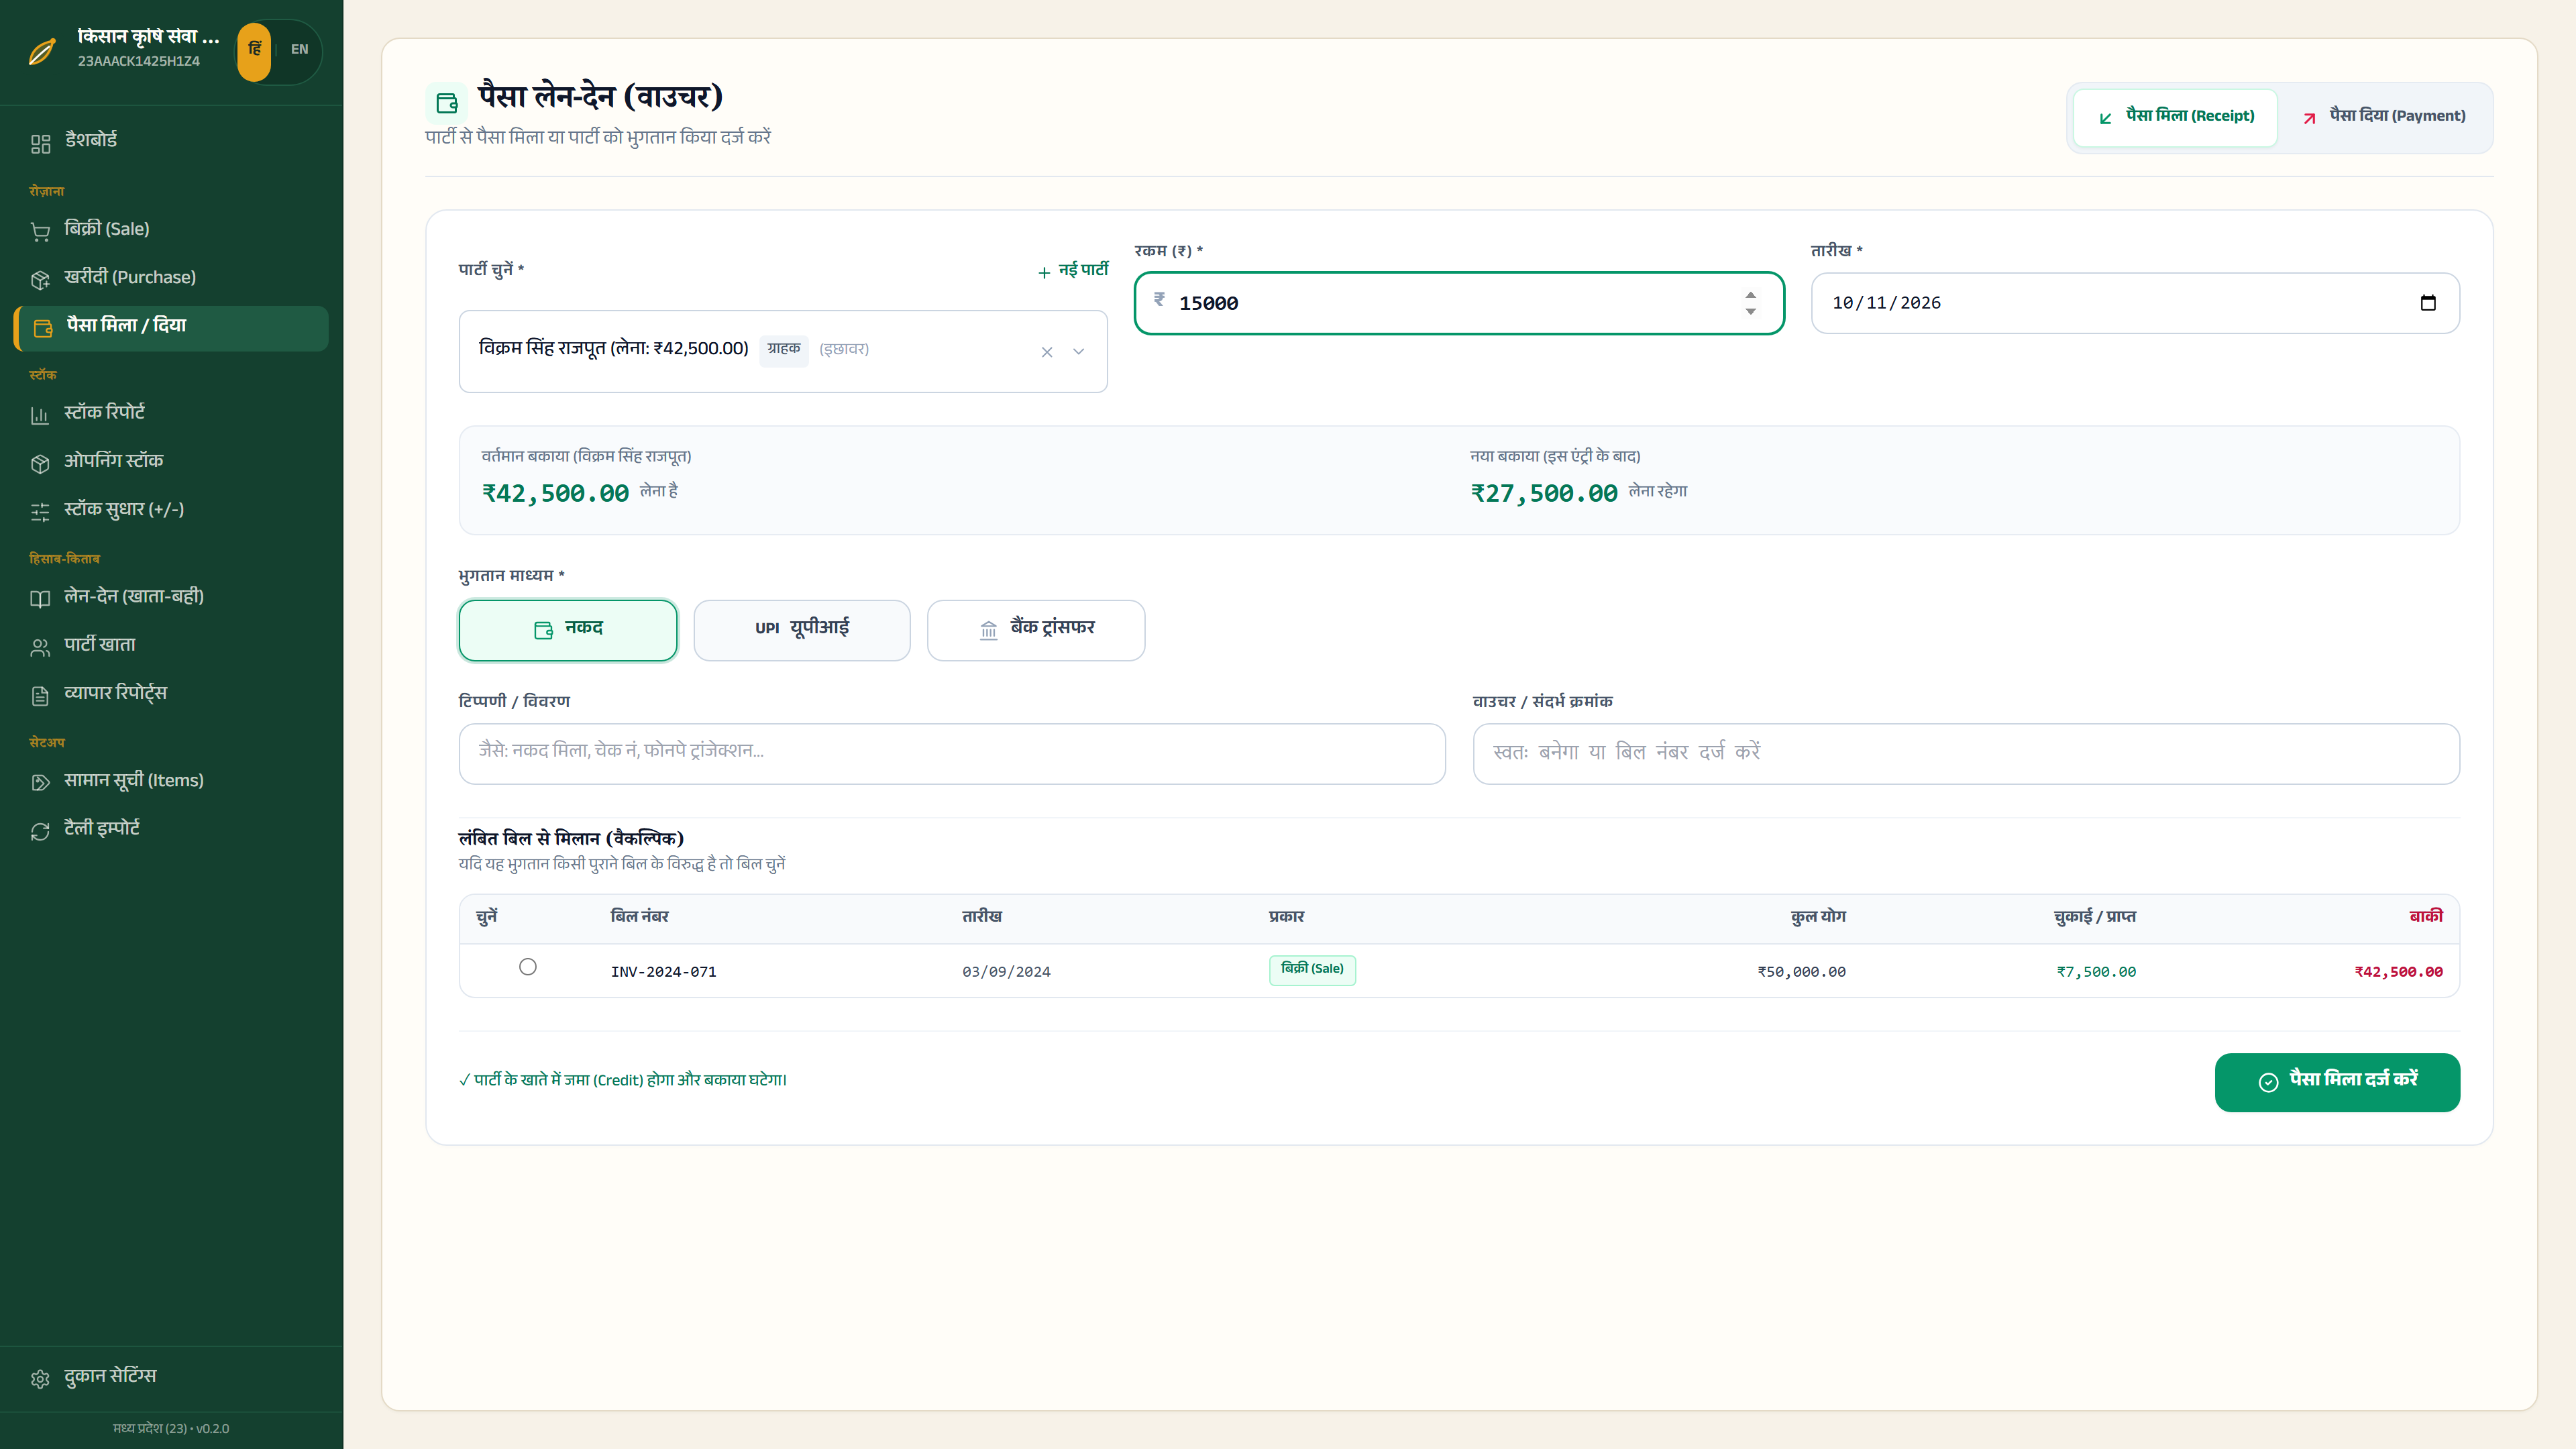 किसान कृषि सेवा ...
23AAACK1425H1Z4
हिं
EN
डैशबोर्ड
रोज़ाना
बिक्री (Sale)
खरीदी (Purchase)
पैसा मिला / दिया
स्टॉक
स्टॉक रिपोर्ट
ओपनिंग स्टॉक
स्टॉक सुधार (+/-)
हिसाब-किताब
लेन-देन (खाता-बही)
पार्टी खाता
व्यापार रिपोर्ट्स
सेटअप
सामान सूची (Items)
टैली इम्पोर्ट
दुकान सेटिंग्स
मध्य प्रदेश (23) • v0.2.0
पैसा लेन-देन (वाउचर)
पार्टी से पैसा मिला या पार्टी को भुगतान किया दर्ज करें
पैसा मिला (Receipt)
पैसा दिया (Payment)
पार्टी चुनें *
+ नई पार्टी
रकम (₹) *
तारीख *
विक्रम सिंह राजपूत (लेना: ₹42,500.00) ग्राहक (इछावर)
₹ 15000
10/11/2026
वर्तमान बकाया (विक्रम सिंह राजपूत)
₹42,500.00 लेना है
नया बकाया (इस एंट्री के बाद)
₹27,500.00 लेना रहेगा
भुगतान माध्यम *
नकद
UPI यूपीआई
बैंक ट्रांसफर
टिप्पणी / विवरण
वाउचर / संदर्भ क्रमांक
जैसे: नकद मिला, चेक नं, फोनपे ट्रांजेक्शन...
स्वतः बनेगा या बिल नंबर दर्ज करें
लंबित बिल से मिलान (वैकल्पिक)
यदि यह भुगतान किसी पुराने बिल के विरुद्ध है तो बिल चुनें
चुनें बिल नंबर तारीख प्रकार कुल योग चुकाई / प्राप्त बाकी
INV-2024-071 03/09/2024 बिक्री (Sale) ₹50,000.00 ₹7,500.00 ₹42,500.00
✓ पार्टी के खाते में जमा (Credit) होगा और बकाया घटेगा।
पैसा मिला दर्ज करें